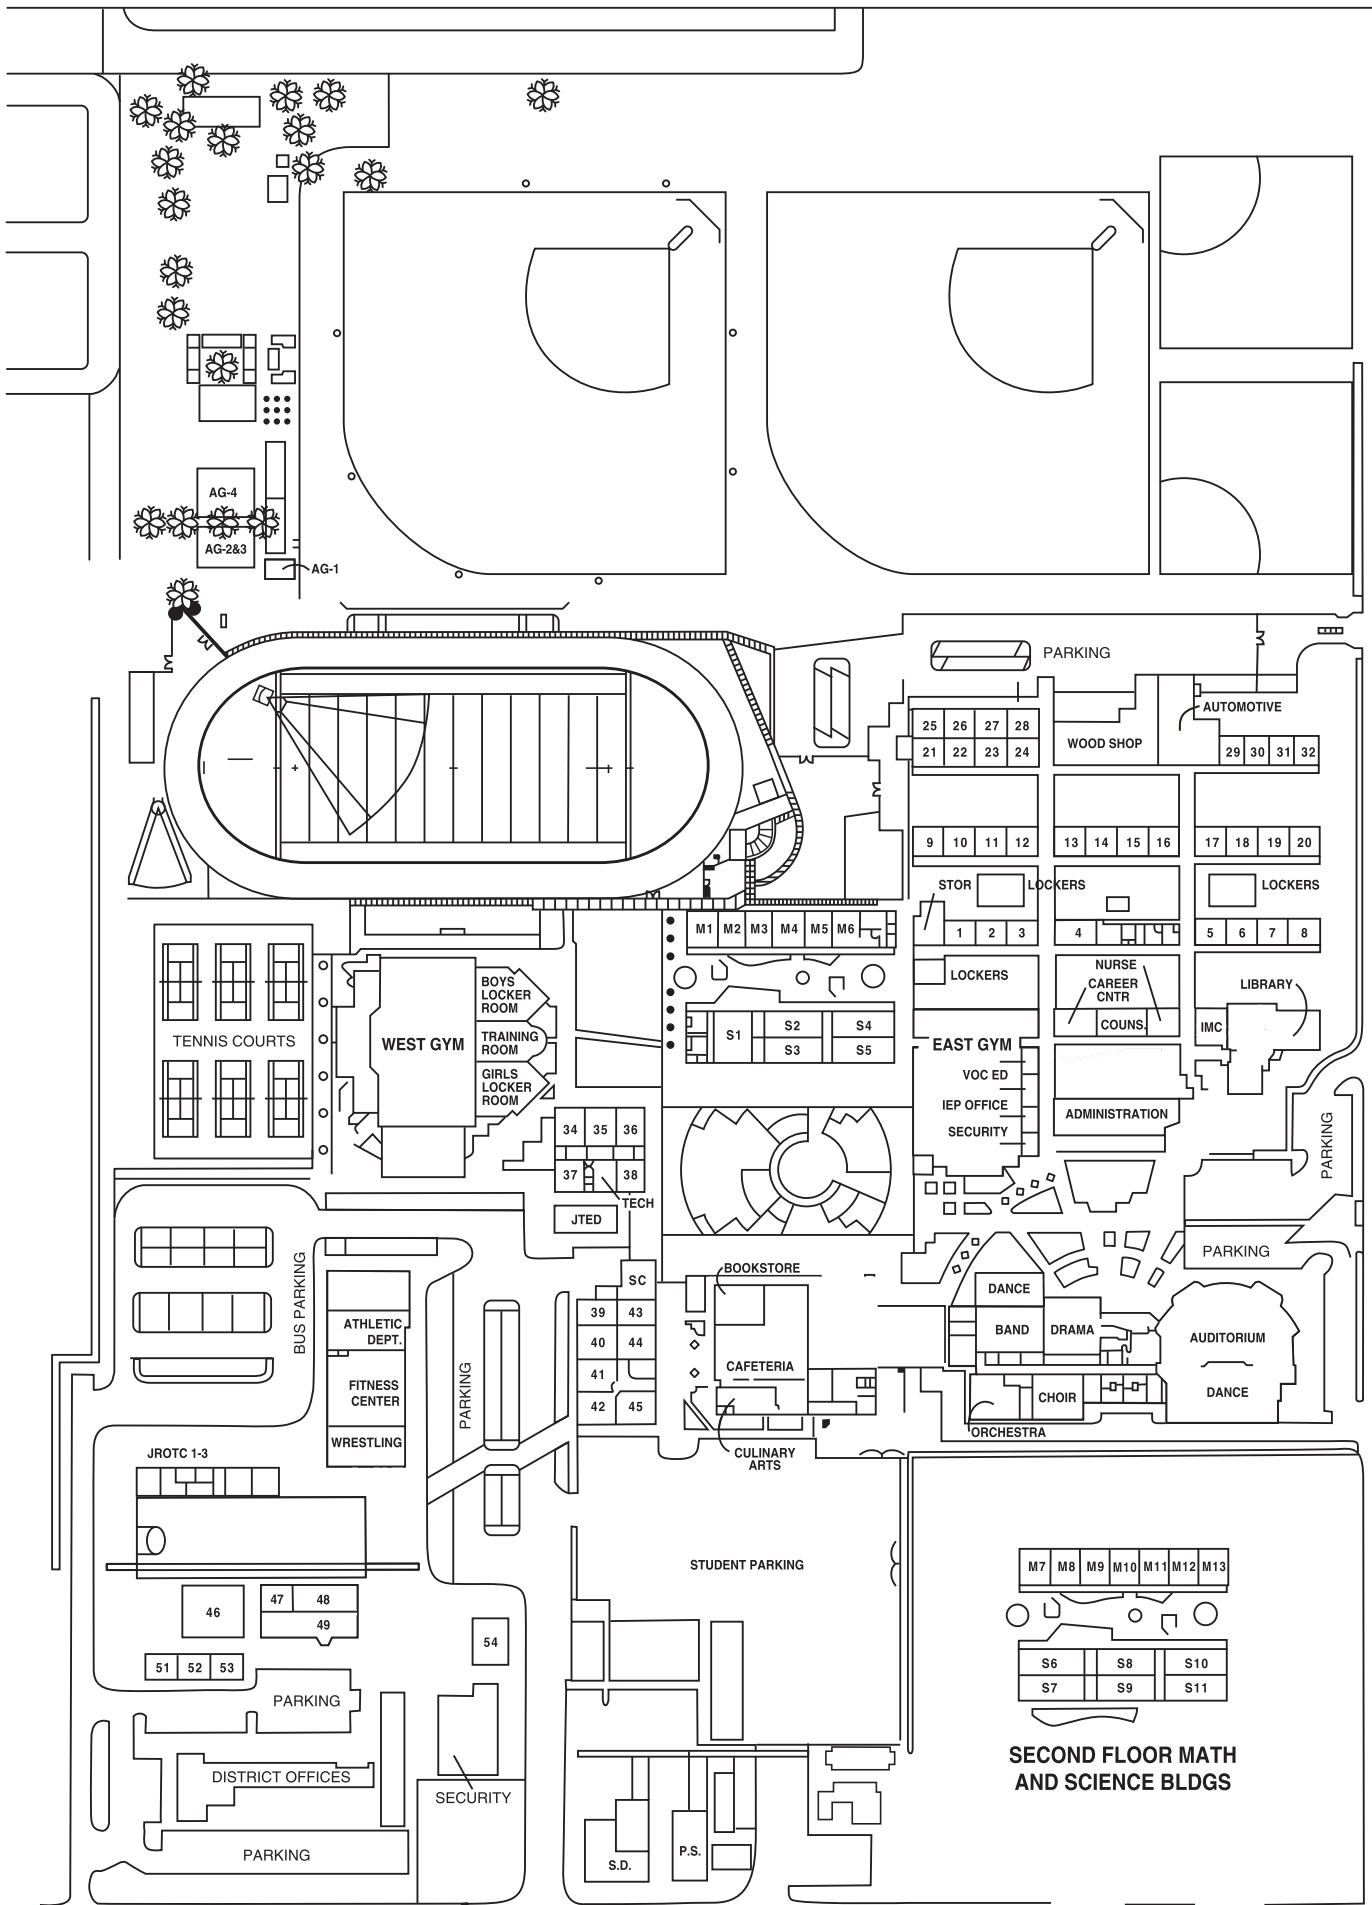 AG-4
AG-2&3
AG-1
PARKING
AUTOMOTIVE
25 26 27 28
WOOD SHOP
21 22 23 24
29 30 31 32
9 10 11 12
13 14 15 16
17 18 19 20
STOR
LOCKERS
LOCKERS
M1 M2 M3 M4 M5 M6
1 2 3
4
5 6 7 8
BOYS
LOCKER
ROOM
LOCKERS
NURSE
CAREER
CNTR
LIBRARY
TENNIS COURTS
WEST GYM
TRAINING
ROOM
S1
S2
S4
S3
S5
COUNS.
IMC
EAST GYM
GIRLS
LOCKER
ROOM
VOC ED
IEP OFFICE
SECURITY
ADMINISTRATION
PARKING
34 35 36
37
38
TECH
JTED
BUS PARKING
SC
BOOKSTORE
PARKING
DANCE
39 43
ATHLETIC
DEPT.
40 44
BAND
DRAMA
AUDITORIUM
CAFETERIA
41
FITNESS
CENTER
PARKING
42 45
CHOIR
DANCE
ORCHESTRA
WRESTLING
CULINARY
ARTS
JROTC 1-3
STUDENT PARKING
M7 M8 M9 M10 M11 M12 M13
46
47 48
49
54
51 52 53
S6 S8 S10
S7 S9 S11
PARKING
SECOND FLOOR MATH
AND SCIENCE BLDGS
DISTRICT OFFICES
SECURITY
PARKING
S.D.
P.S.